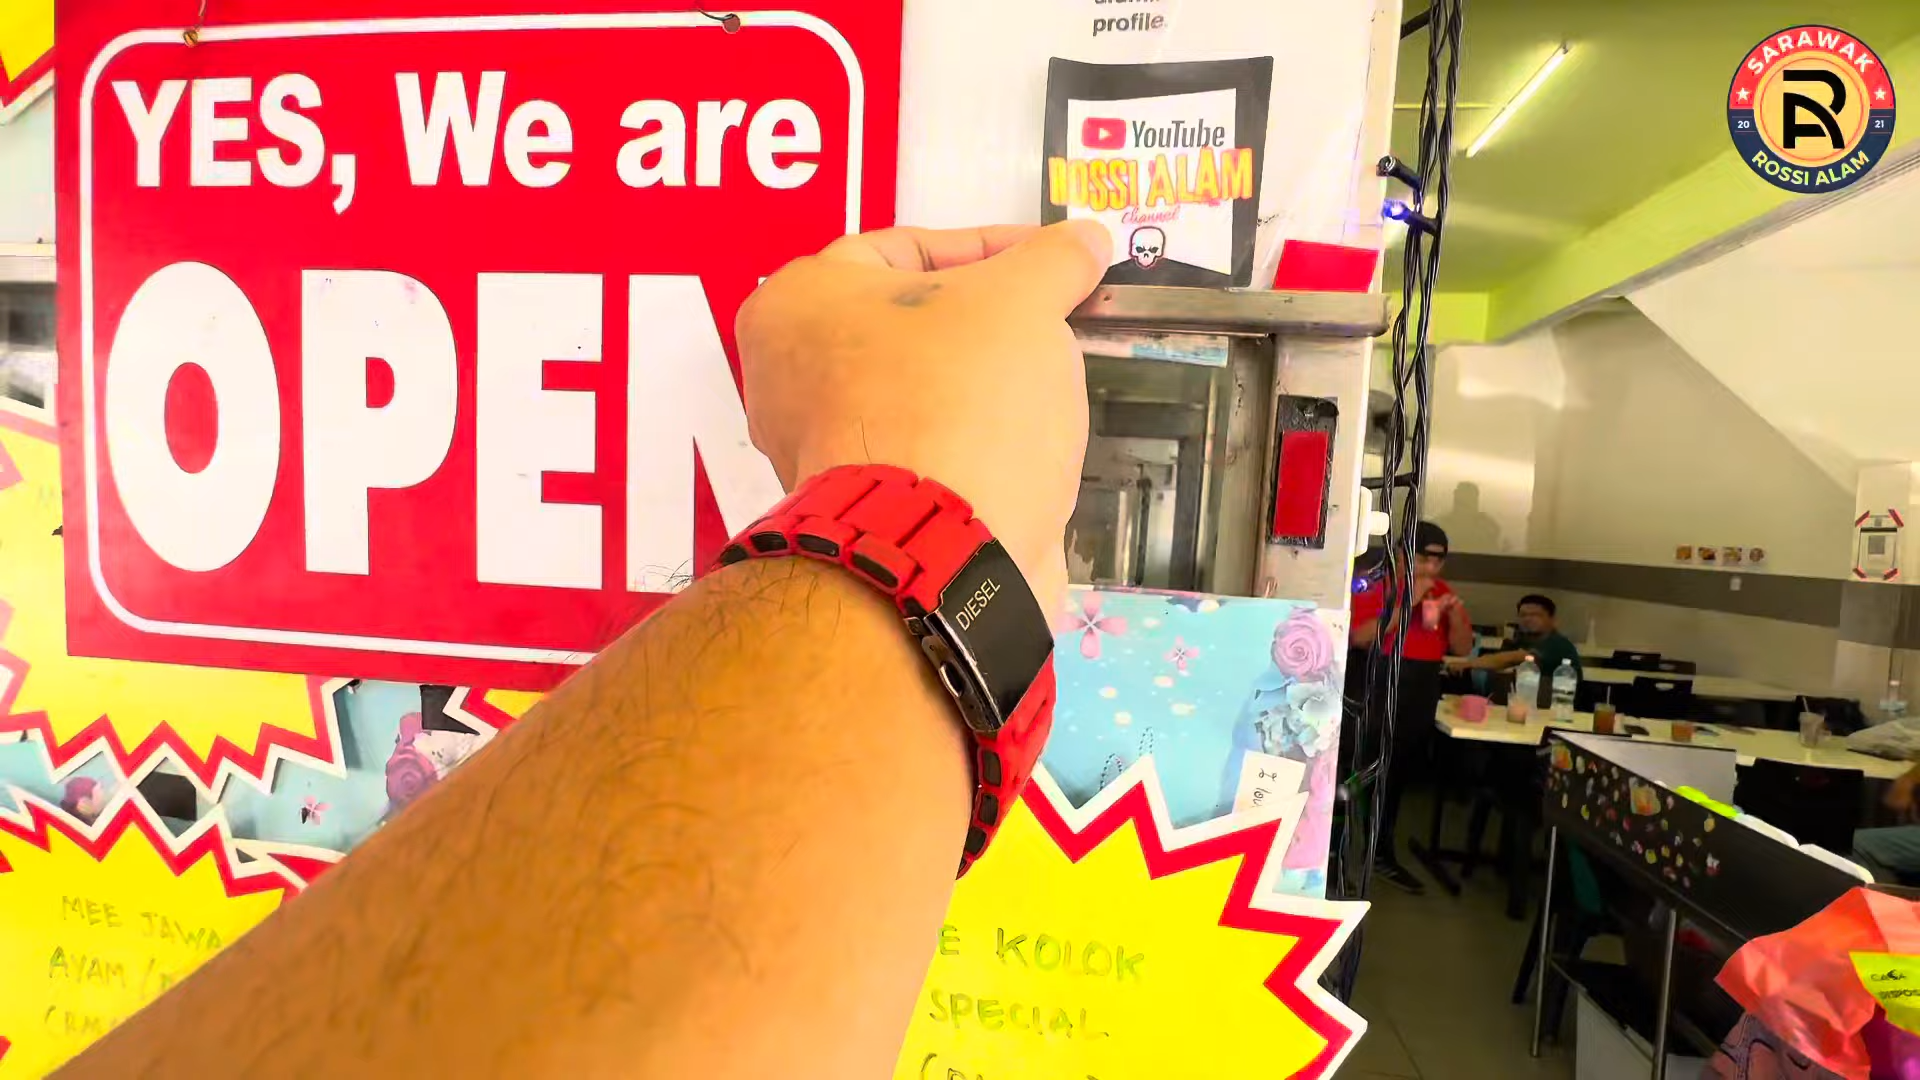 YES, We are
OPEN
profile.
YouTube
ROSSI ALAM
Channel
SARAWAK
20 21
ROSSI ALAM
DIESEL
MEE JAWA
AYAM
E KOLOK
SPECIAL